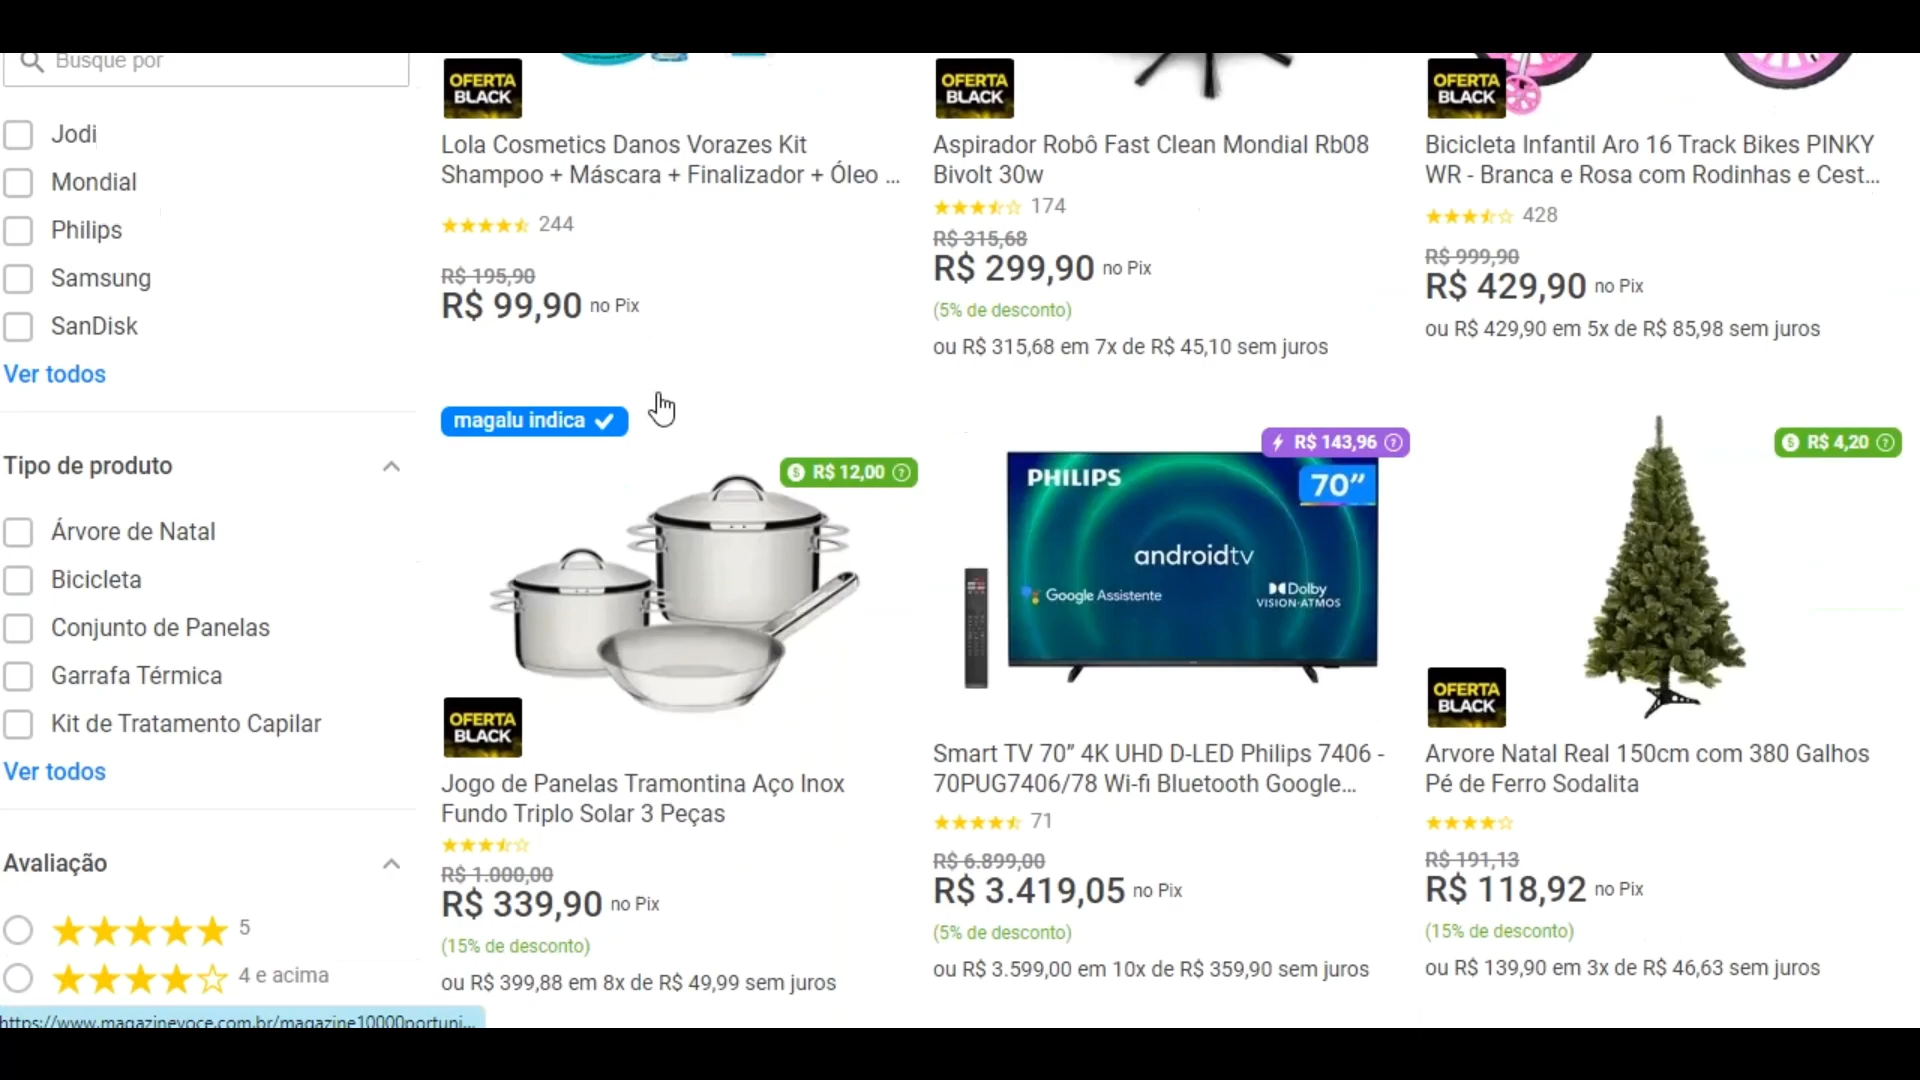 Busque por
Jodi
Mondial
Philips
Samsung
SanDisk
Ver todos
Tipo de produto
Árvore de Natal
Bicicleta
Conjunto de Panelas
Garrafa Térmica
Kit de Tratamento Capilar
Ver todos
Avaliação
5
4 e acima
https://www.magazinevoce.com.br/magazine10000portuni...
OFERTA
BLACK
Lola Cosmetics Danos Vorazes Kit
Shampoo + Máscara + Finalizador + Óleo ...
244
R$ 195,90
R$ 99,90 no Pix
OFERTA
BLACK
Aspirador Robô Fast Clean Mondial Rb08
Bivolt 30w
174
R$ 315,68
R$ 299,90 no Pix
(5% de desconto)
ou R$ 315,68 em 7x de R$ 45,10 sem juros
OFERTA
BLACK
Bicicleta Infantil Aro 16 Track Bikes PINKY
WR - Branca e Rosa com Rodinhas e Cest...
428
R$ 999,90
R$ 429,90 no Pix
ou R$ 429,90 em 5x de R$ 85,98 sem juros
magalu indica
R$ 12,00
OFERTA
BLACK
Jogo de Panelas Tramontina Aço Inox
Fundo Triplo Solar 3 Peças
R$ 1.000,00
R$ 339,90 no Pix
(15% de desconto)
ou R$ 399,88 em 8x de R$ 49,99 sem juros
R$ 143,96
PHILIPS
70”
androidtv
Google Assistente
Dolby
VISION·ATMOS
Smart TV 70” 4K UHD D-LED Philips 7406 -
70PUG7406/78 Wi-fi Bluetooth Google...
71
R$ 6.899,00
R$ 3.419,05 no Pix
(5% de desconto)
ou R$ 3.599,00 em 10x de R$ 359,90 sem juros
R$ 4,20
OFERTA
BLACK
Arvore Natal Real 150cm com 380 Galhos
Pé de Ferro Sodalita
R$ 191,13
R$ 118,92 no Pix
(15% de desconto)
ou R$ 139,90 em 3x de R$ 46,63 sem juros